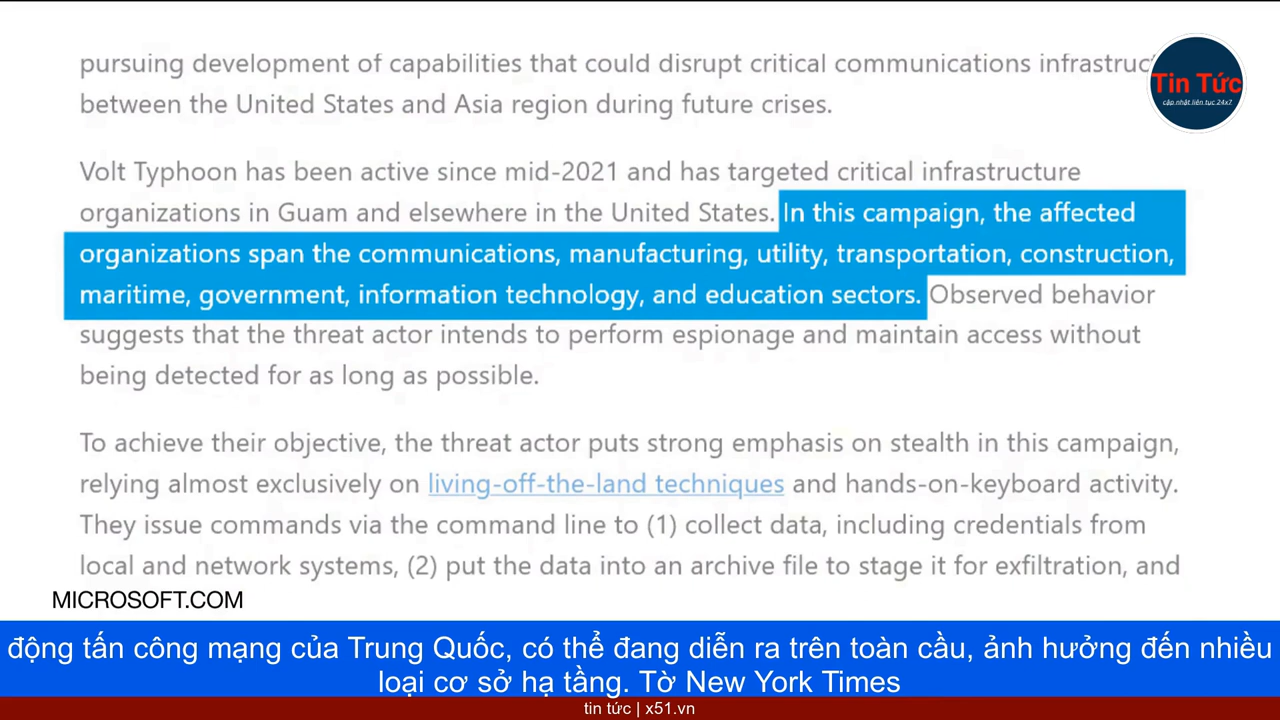 pursuing development of capabilities that could disrupt critical communications
between the United States and Asia region during future crises.
Tin Tức
cập nhật liên tục 24x7
Volt Typhoon has been active since mid-2021 and has targeted critical infrastructure
organizations in Guam and elsewhere in the United States. In this campaign, the affected
organizations span the communications, manufacturing, utility, transportation, construction,
maritime, government, information technology, and education sectors. Observed behavior
suggests that the threat actor intends to perform espionage and maintain access without
being detected for as long as possible.
To achieve their objective, the threat actor puts strong emphasis on stealth in this campaign,
relying almost exclusively on living-off-the-land techniques and hands-on-keyboard activity.
They issue commands via the command line to (1) collect data, including credentials from
local and network systems, (2) put the data into an archive file to stage it for exfiltration, and
MICROSOFT.COM
động tấn công mạng của Trung Quốc, có thể đang diễn ra trên toàn cầu, ảnh hưởng đến nhiều
loại cơ sở hạ tầng. Tờ New York Times
tin tức | x51.vn